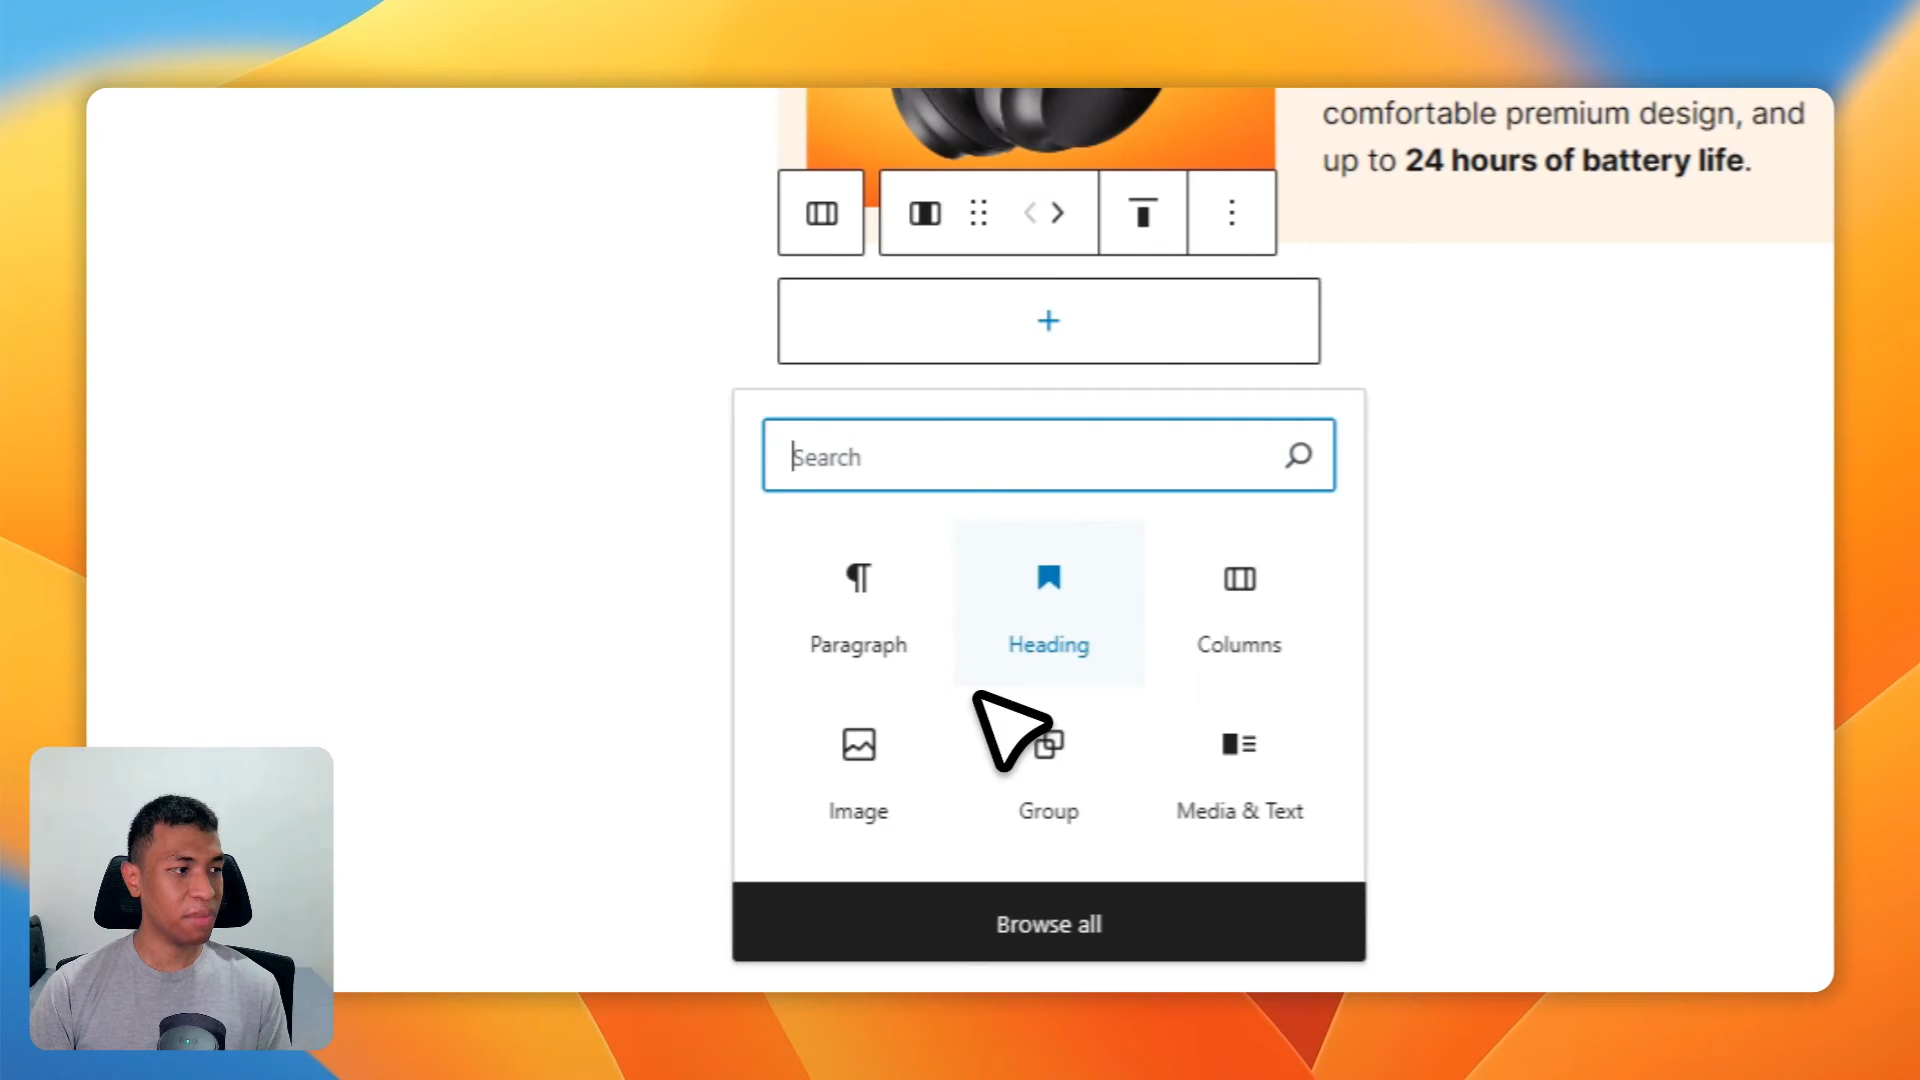 comfortable premium design, and
up to 24 hours of battery life.
Search
Paragraph
Heading
Columns
Image
Group
Media & Text
Browse all